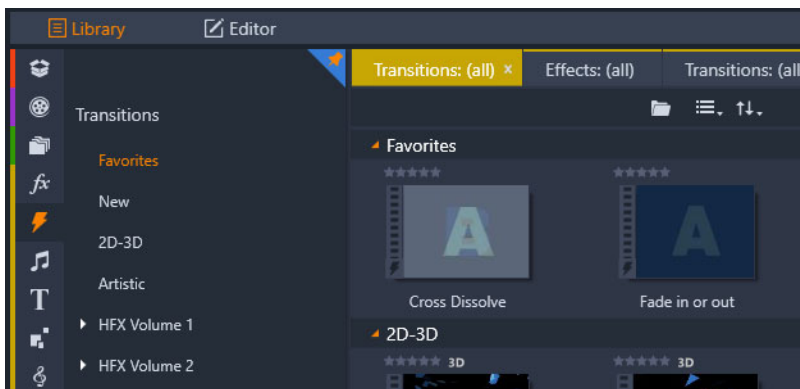 Library Editor
Transitions: (all) × Effects: (all) Transitions: (all
Transitions
Favorites
New
2D-3D
Artistic
HFX Volume 1
HFX Volume 2
fx
T
Favorites
A A
Cross Dissolve Fade in or out
2D-3D
3D 3D